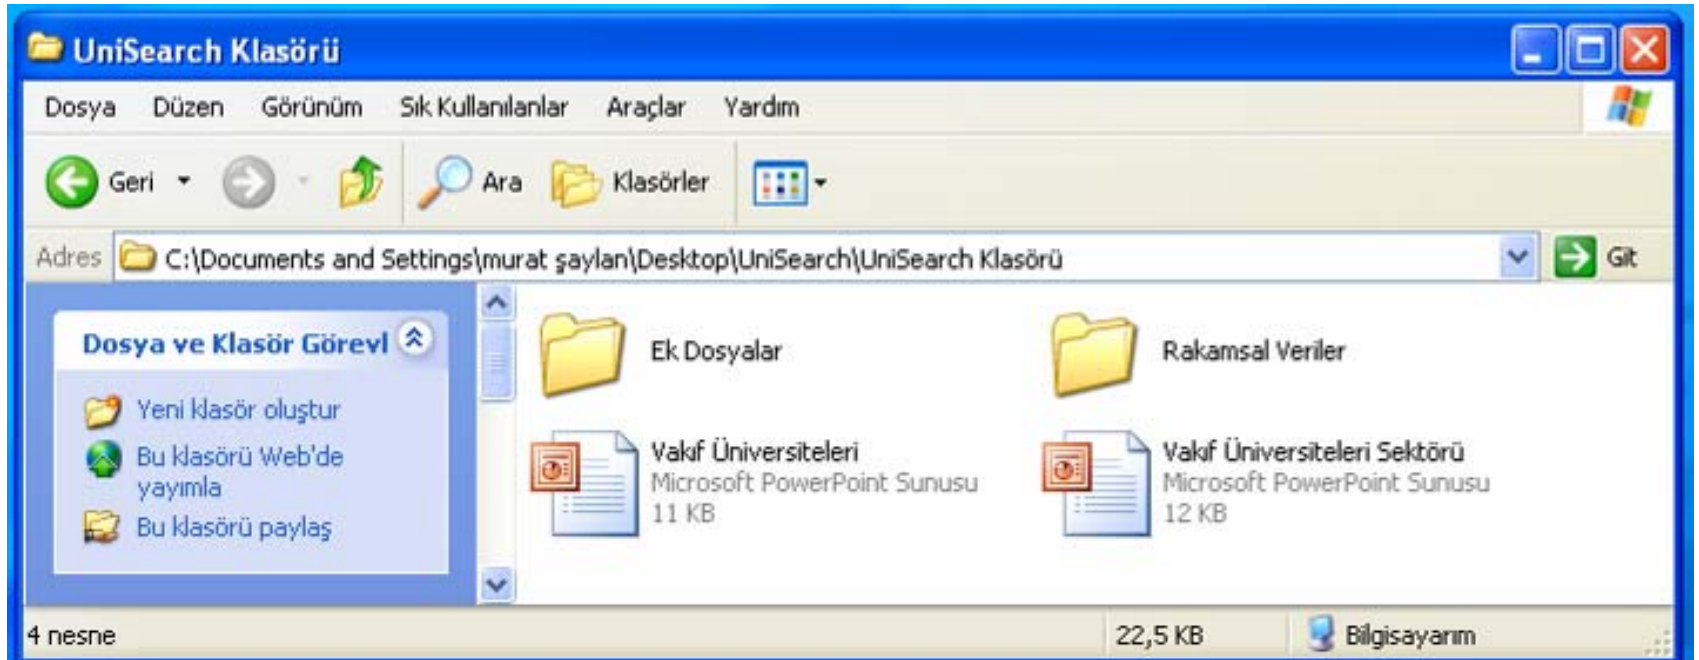 UniSearch Klasörü
Dosya Düzen Görünüm Sık Kullanılanlar Araçlar Yardım
Geri Ara Klasörler
Adres C:\Documents and Settings\murat şaylan\Desktop\UniSearch\UniSearch Klasörü Git
Dosya ve Klasör Görevl
Yeni klasör oluştur
Bu klasörü Web'de
yayımla
Bu klasörü paylaş
Ek Dosyalar
Rakamsal Veriler
Vakıf Üniversiteleri
Microsoft PowerPoint Sunusu
11 KB
Vakıf Üniversiteleri Sektörü
Microsoft PowerPoint Sunusu
12 KB
4 nesne 22,5 KB Bilgisayarım